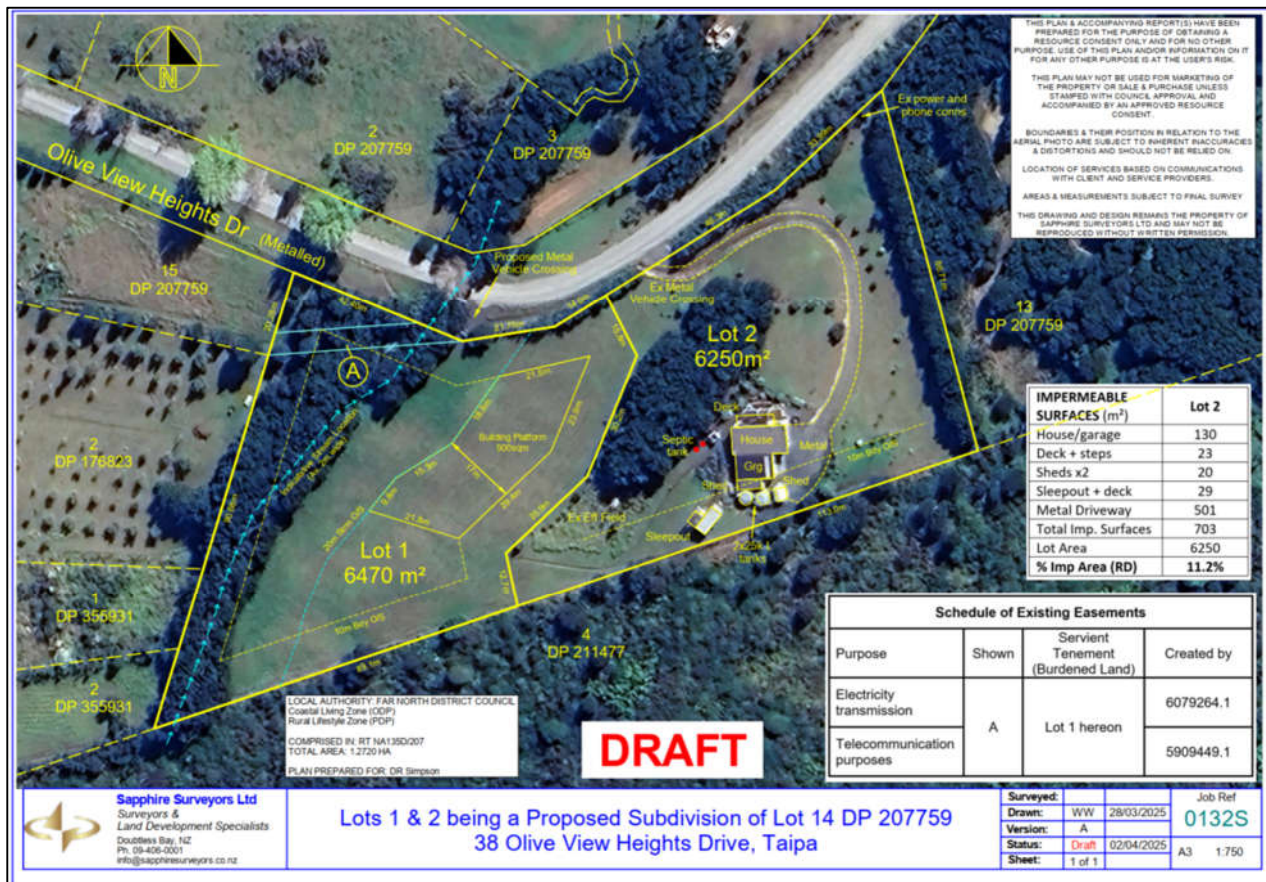 THIS PLAN & ACCOMPANYING REPORT(S) HAVE BEEN
PREPARED FOR THE PURPOSE OF OBTAINING A
RESOURCE CONSENT ONLY AND FOR NO OTHER
PURPOSE. USE OF THIS PLAN AND/OR INFORMATION ON IT
FOR ANY OTHER PURPOSE IS AT THE USER'S RISK.
THIS PLAN MAY NOT BE USED FOR MARKETING OF
THE PROPERTY OR SALE & PURCHASE UNLESS
STAMPED WITH COUNCIL APPROVAL AND
ACCOMPANIED BY AN APPROVED RESOURCE
CONSENT.
BOUNDARIES & THEIR POSITION IN RELATION TO THE
AERIAL PHOTO ARE SUBJECT TO INHERENT INACCURACIES
& DISTORTIONS AND SHOULD NOT BE RELIED ON.
LOCATION OF SERVICES BASED ON COMMUNICATIONS
WITH CLIENT AND SERVICE PROVIDERS.
AREAS & MEASUREMENTS SUBJECT TO FINAL SURVEY
THIS DRAWING AND DESIGN REMAINS THE PROPERTY OF
SAPPHIRE SURVEYORS LTD AND MAY NOT BE
REPRODUCED WITHOUT WRITTEN PERMISSION.
N
Ex power and
phone conns
2
DP 207759
3
DP 207759
Olive View Heights Dr (Metalled)
15
DP 207759
Proposed Metal
Vehicle Crossing
Ex Metal
Vehicle Crossing
42.40m
A
Lot 2
6250m²
13
DP 207759
21.5m
23.0m
Building Platform
500sqm
17m
15.3m
9.8m
21.5m
2
DP 176823
Deck
House
Septic
tank
Metal
Grg
Shed
Shed
10m Bdy O/S
Ex Eff Field
Sleepout
2x25k L
tanks
Lot 1
6470 m²
10m Bdy O/S
1
DP 355931
2
DP 355931
4
DP 211477
IMPERMEABLE SURFACES (m²) Lot 2
House/garage 130
Deck + steps 23
Sheds x2 20
Sleepout + deck 29
Metal Driveway 501
Total Imp. Surfaces 703
Lot Area 6250
% Imp Area (RD) 11.2%
Schedule of Existing Easements
Purpose Shown Servient Tenement (Burdened Land) Created by
Electricity transmission A Lot 1 hereon 6079264.1
Telecommunication purposes 5909449.1
LOCAL AUTHORITY: FAR NORTH DISTRICT COUNCIL
Coastal Living Zone (ODP)
Rural Lifestyle Zone (PDP)
COMPRISED IN: RT NA135D/207
TOTAL AREA: 1.2720 HA
PLAN PREPARED FOR: DR Simpson
DRAFT
Sapphire Surveyors Ltd
Surveyors &
Land Development Specialists
Doubtless Bay, NZ
Ph. 09-406-0001
info@sapphiresurveyors.co.nz
Lots 1 & 2 being a Proposed Subdivision of Lot 14 DP 207759
38 Olive View Heights Drive, Taipa
Surveyed:
Drawn: WW 28/03/2025
Version: A
Status: Draft 02/04/2025
Sheet: 1 of 1
Job Ref
0132S
A3 1:750